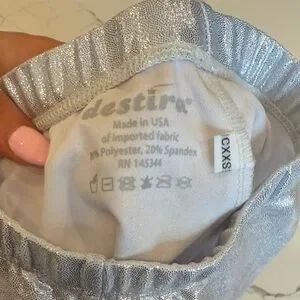 destira
Made in USA
of imported fabric
Polyester, 20% Spandex
RN 145344
CXXS